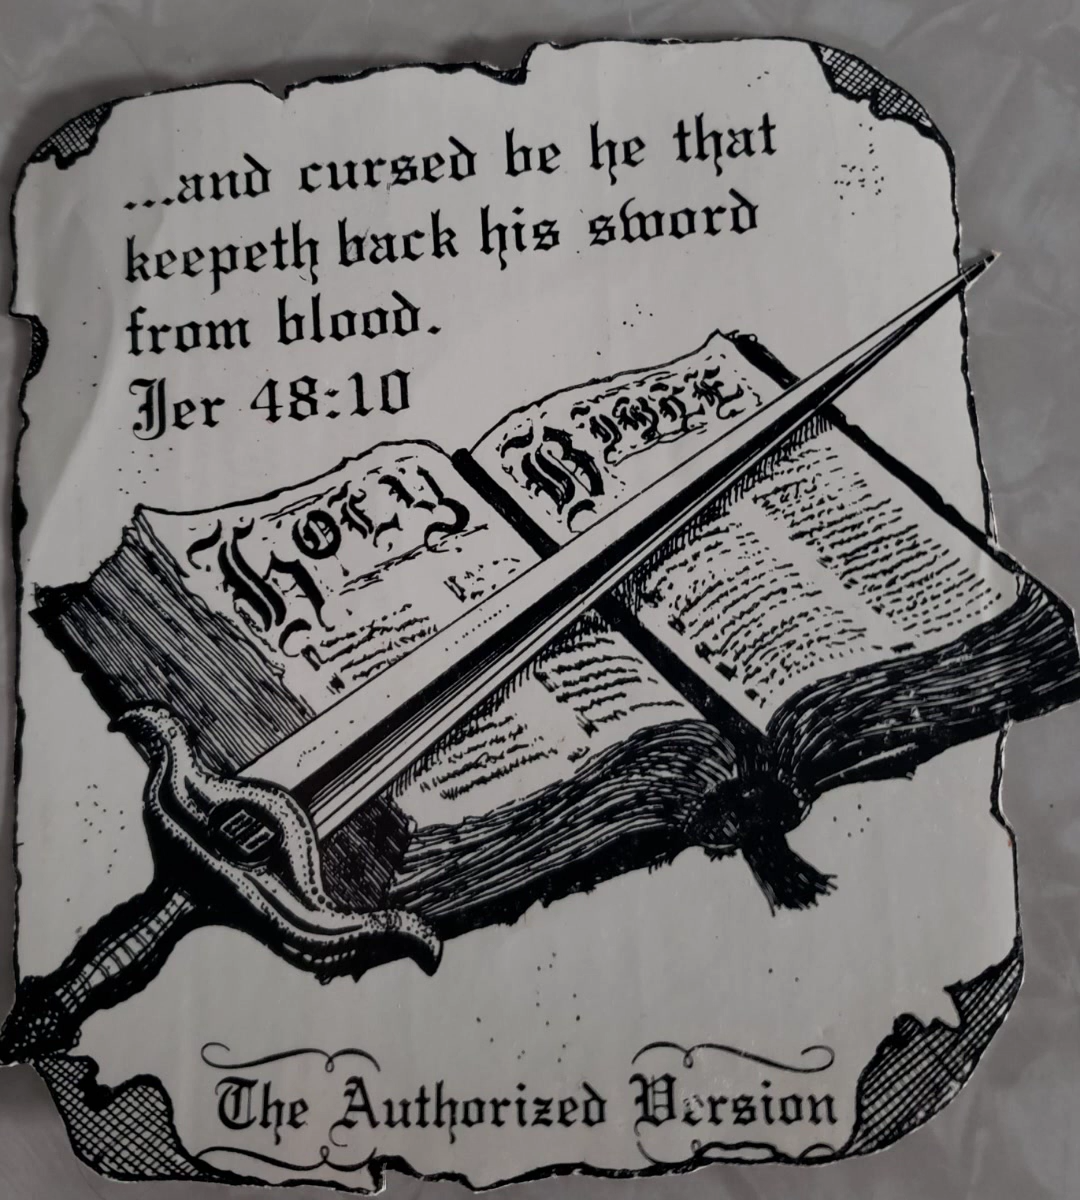 ...and cursed be he that
keepeth back his sword
from blood.
Jer 48:10
Holy Bible
The Authorized Version